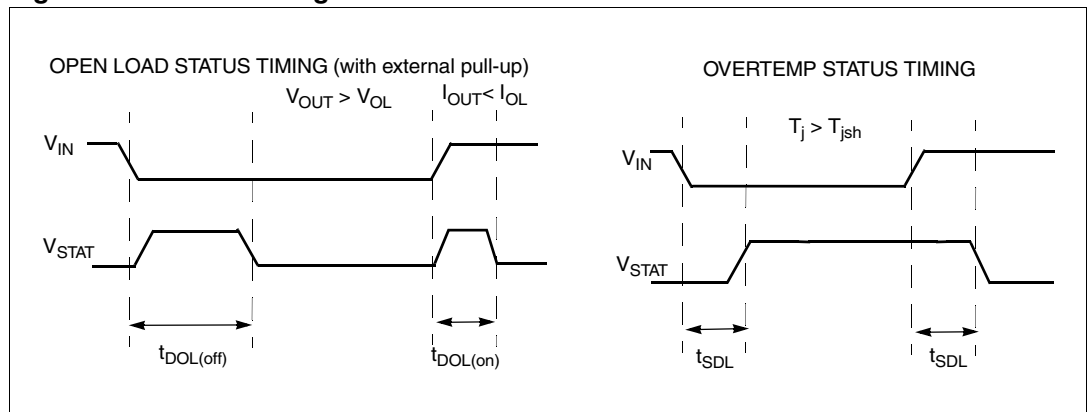 OPEN LOAD STATUS TIMING (with external pull-up)
V_OUT > V_OL
I_OUT < I_OL
V_IN
V_STAT
t_DOL(off)
t_DOL(on)
OVERTEMP STATUS TIMING
T_j > T_jsh
V_IN
V_STAT
t_SDL
t_SDL